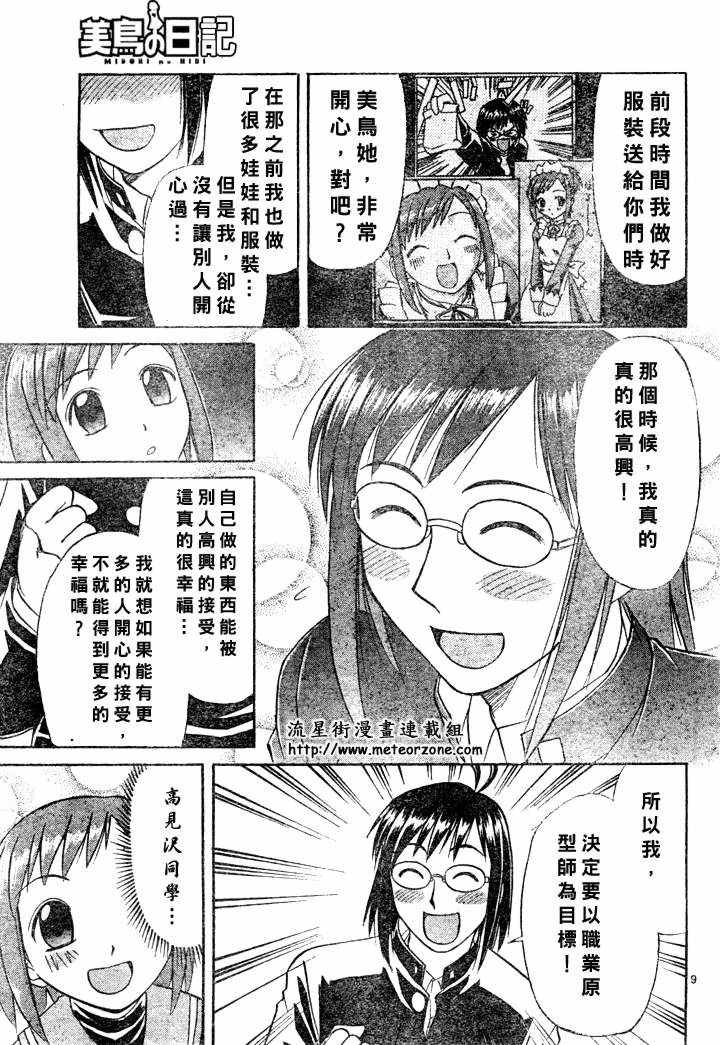 美鳥の日記
MIDORI no HIBI
前段時間我做好
服裝送給你們時
美鳥她，非常
開心，對吧？
在那之前我也做
了很多娃娃和服裝…
但是我，卻從
沒有讓別人開
心過…
那個時候，我真的
真的很高興！
自己做的東西能被
別人高興的接受，
這真的很幸福…
我就想如果能有更
多的人開心的接受，
不就能得到更多的
幸福嗎？
流星街漫畫連載組
http://www.meteorzone.com
所以我，
決定要以職業原
型師為目標！
高見沢同學…
9